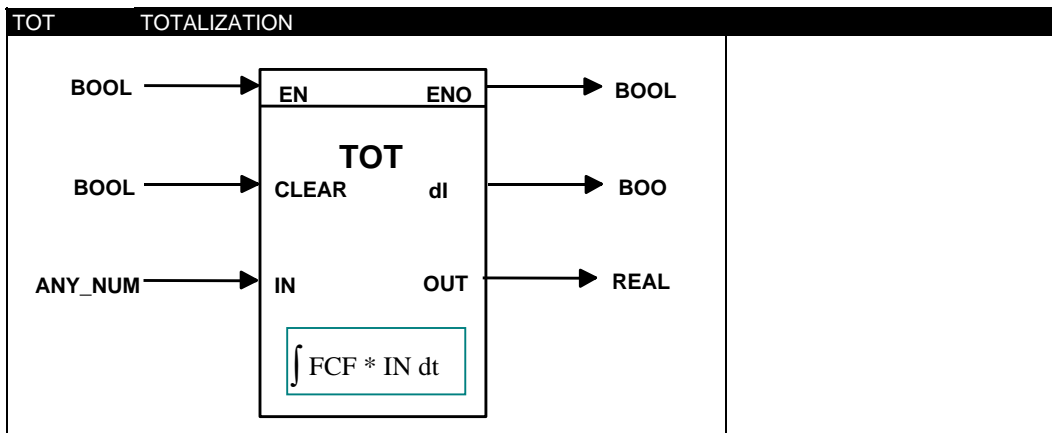 TOT TOTALIZATION
BOOL EN ENO BOOL
TOT
BOOL CLEAR dI BOO
ANY_NUM IN OUT REAL
∫ FCF * IN dt